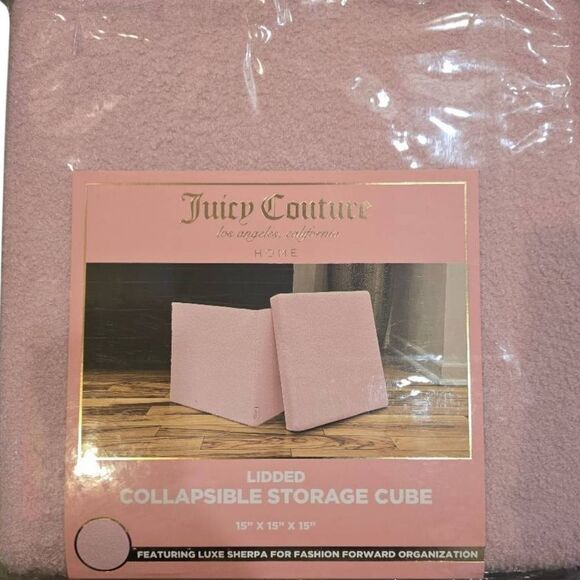 Juicy Couture
los angeles, california
HOME
LIDDED
COLLAPSIBLE STORAGE CUBE
15" X 15" X 15"
FEATURING LUXE SHERPA FOR FASHION FORWARD ORGANIZATION